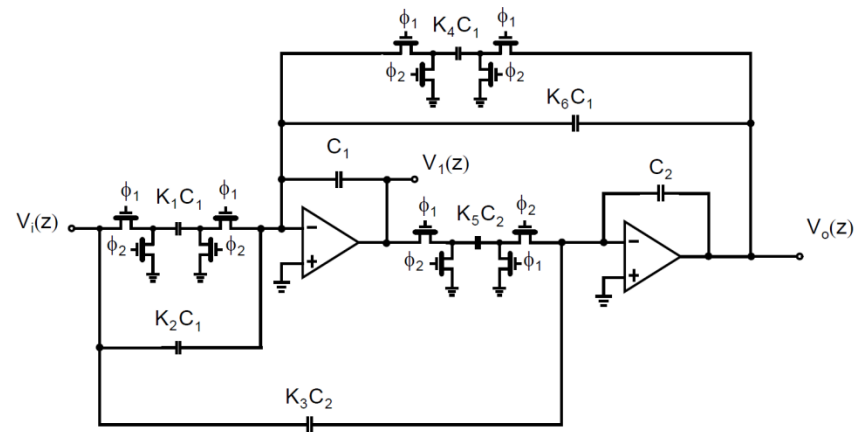 ϕ1 K4C1 ϕ1
ϕ2 ϕ2
K6C1
C1
V1(z)
C2
ϕ1 K1C1 ϕ1
Vi(z)
ϕ1 K5C2 ϕ2
Vo(z)
ϕ2 ϕ2
ϕ2 ϕ1
K2C1
K3C2